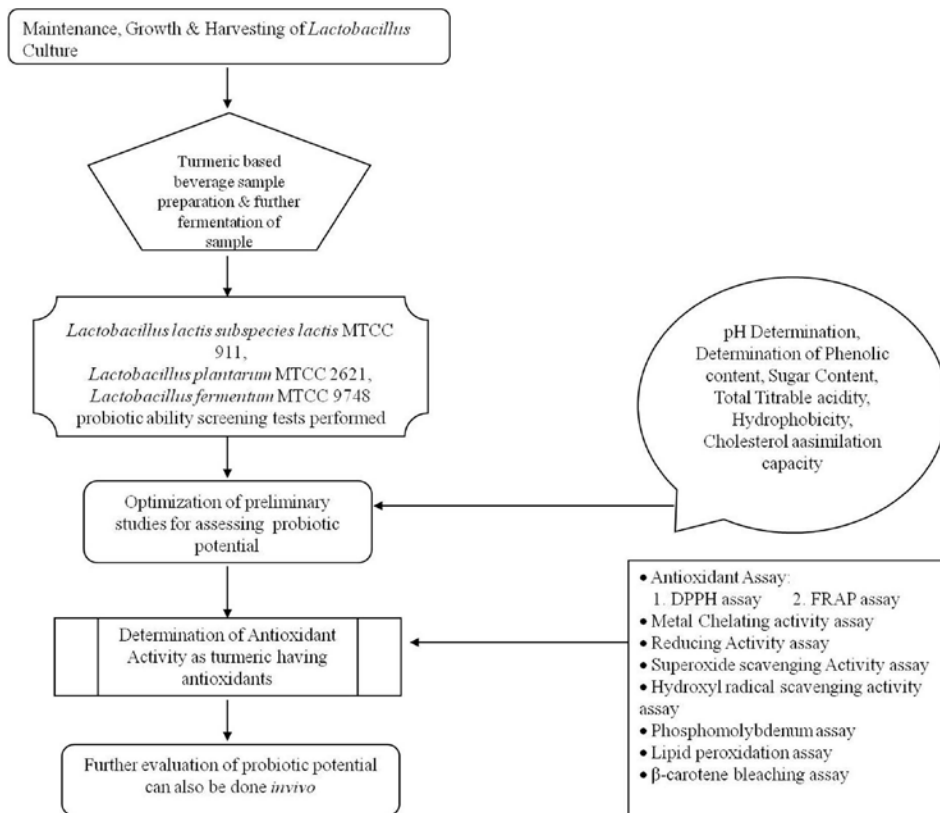 Maintenance, Growth & Harvesting of Lactobacillus
Culture
Turmeric based
beverage sample
preparation & further
fermentation of
sample
Lactobacillus lactis subspecies lactis MTCC
911,
Lactobacillus plantarum MTCC 2621,
Lactobacillus fermentum MTCC 9748
probiotic ability screening tests performed
pH Determination,
Determination of Phenolic
content, Sugar Content,
Total Titrable acidity,
Hydrophobicity,
Cholesterol aasimilation
capacity
Optimization of preliminary
studies for assessing probiotic
potential
• Antioxidant Assay:
1. DPPH assay 2. FRAP assay
• Metal Chelating activity assay
• Reducing Activity assay
• Superoxide scavenging Activity assay
• Hydroxyl radical scavenging activity
assay
• Phosphomolybdenum assay
• Lipid peroxidation assay
• β-carotene bleaching assay
Determination of Antioxidant
Activity as turmeric having
antioxidants
Further evaluation of probiotic potential
can also be done invivo